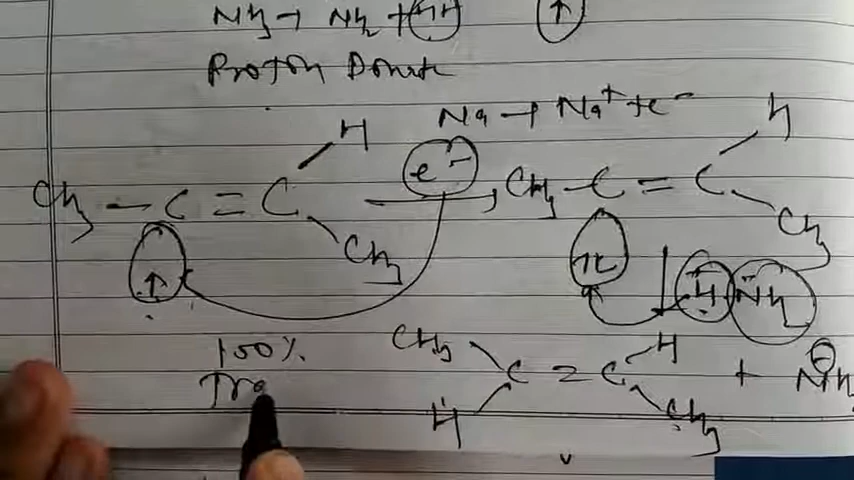 NH3 → NH2 + H
↑
Proton Donate
Na → Na+ + e-
H
e-
H
CH3 - C = C
→
CH3 - C = C
CH3
CH3
↑
↑↓
H
NH2
100%
CH3
H
C = C
+
NH2
Tra
H
CH3